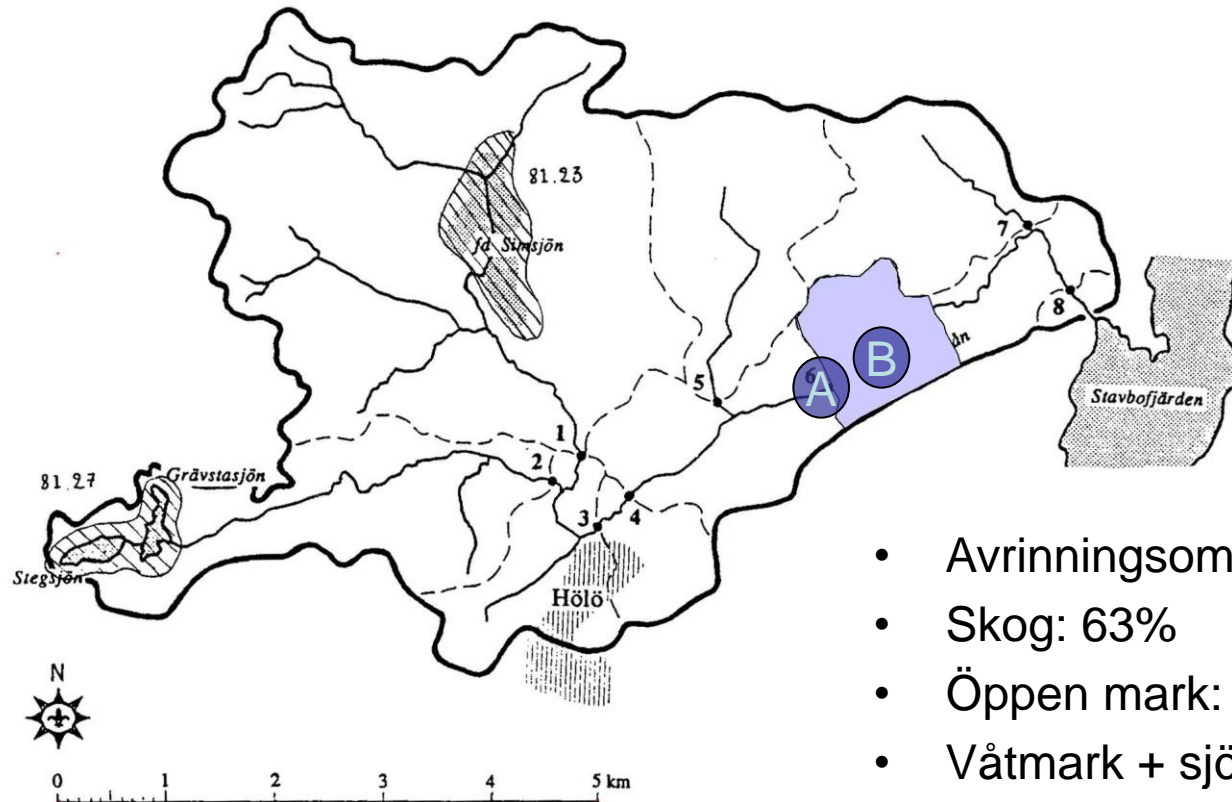 81.23
fd Simsjön
7
8
ån
B
6
A
5
Stavbofjärden
1
2
Grävstasjön
81.27
3
4
Stegsjön
Hölö
• Avrinningsom
• Skog: 63%
• Öppen mark:
• Våtmark + sjö
N
0 1 2 3 4 5 km